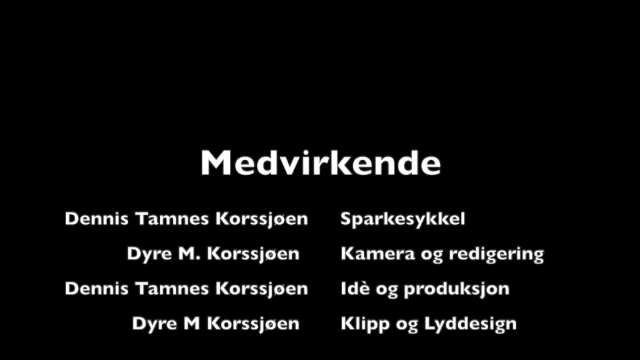 Medvirkende
Dennis Tamnes Korssjøen Sparkesykkel
Dyre M. Korssjøen Kamera og redigering
Dennis Tamnes Korssjøen Idè og produksjon
Dyre M Korssjøen Klipp og Lyddesign